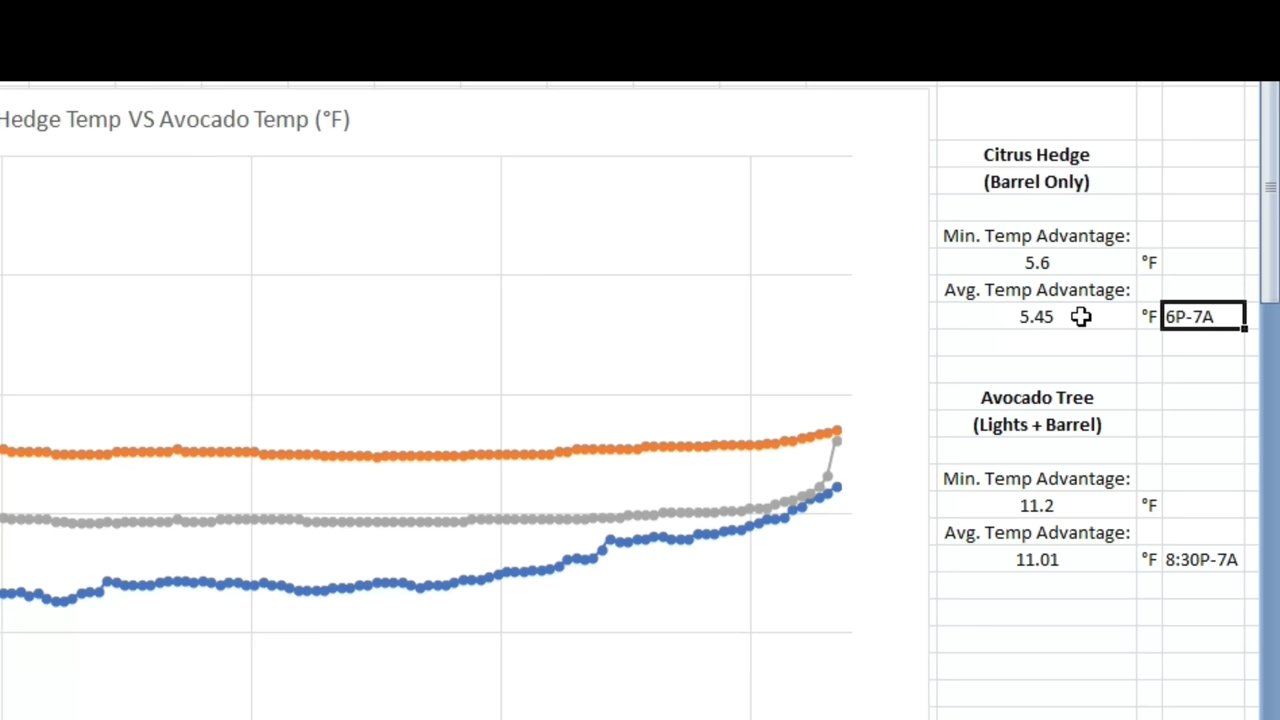 Hedge Temp VS Avocado Temp (°F)
Citrus Hedge
(Barrel Only)
Min. Temp Advantage:
5.6 °F
Avg. Temp Advantage:
5.45 °F 6P-7A
Avocado Tree
(Lights + Barrel)
Min. Temp Advantage:
11.2 °F
Avg. Temp Advantage:
11.01 °F 8:30P-7A